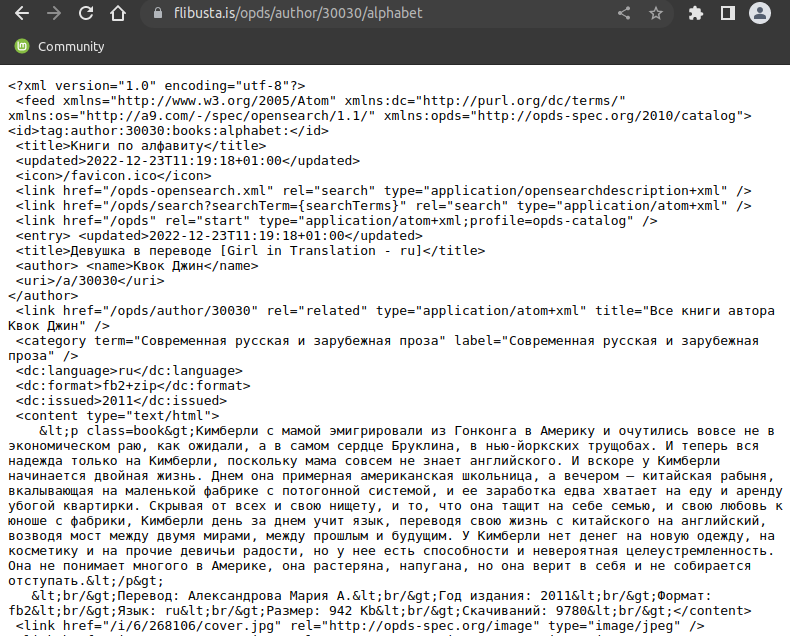 flibusta.is/opds/author/30030/alphabet
Community
<?xml version="1.0" encoding="utf-8"?>
<feed xmlns="http://www.w3.org/2005/Atom" xmlns:dc="http://purl.org/dc/terms/"
xmlns:os="http://a9.com/-/spec/opensearch/1.1/" xmlns:opds="http://opds-spec.org/2010/catalog">
<id>tag:author:30030:books:alphabet:</id>
<title>Книги по алфавиту</title>
<updated>2022-12-23T11:19:18+01:00</updated>
<icon>/favicon.ico</icon>
<link href="/opds-opensearch.xml" rel="search" type="application/opensearchdescription+xml" />
<link href="/opds/search?searchTerm={searchTerms}" rel="search" type="application/atom+xml" />
<link href="/opds" rel="start" type="application/atom+xml;profile=opds-catalog" />
<entry> <updated>2022-12-23T11:19:18+01:00</updated>
<title>Девушка в переводе [Girl in Translation - ru]</title>
<author> <name>Квок Джин</name>
<uri>/a/30030</uri>
</author>
<link href="/opds/author/30030" rel="related" type="application/atom+xml" title="Все книги автора
Квок Джин" />
<category term="Современная русская и зарубежная проза" label="Современная русская и зарубежная
проза" />
<dc:language>ru</dc:language>
<dc:format>fb2+zip</dc:format>
<dc:issued>2011</dc:issued>
<content type="text/html">
&lt;p class=book&gt;Кимберли с мамой эмигрировали из Гонконга в Америку и очутились вовсе не в
экономическом раю, как ожидали, а в самом сердце Бруклина, в нью-йоркских трущобах. И теперь вся
надежда только на Кимберли, поскольку мама совсем не знает английского. И вскоре у Кимберли
начинается двойная жизнь. Днем она примерная американская школьница, а вечером — китайская рабыня,
вкалывающая на маленькой фабрике с потогонной системой, и ее заработка едва хватает на еду и аренду
убогой квартирки. Скрывая от всех и свою нищету, и то, что она тащит на себе семью, и свою любовь к
юноше с фабрики, Кимберли день за днем учит язык, переводя свою жизнь с китайского на английский,
возводя мост между двумя мирами, между прошлым и будущим. У Кимберли нет денег на новую одежду, на
косметику и на прочие девичьи радости, но у нее есть способности и невероятная целеустремленность.
Она не понимает многого в Америке, она растеряна, напугана, но она верит в себя и не собирается
отступать.&lt;/p&gt;
&lt;br/&gt;Перевод: Александрова Мария А.&lt;br/&gt;Год издания: 2011&lt;br/&gt;Формат:
fb2&lt;br/&gt;Язык: ru&lt;br/&gt;Размер: 942 Kb&lt;br/&gt;Скачиваний: 9780&lt;br/&gt;</content>
<link href="/i/6/268106/cover.jpg" rel="http://opds-spec.org/image" type="image/jpeg" />